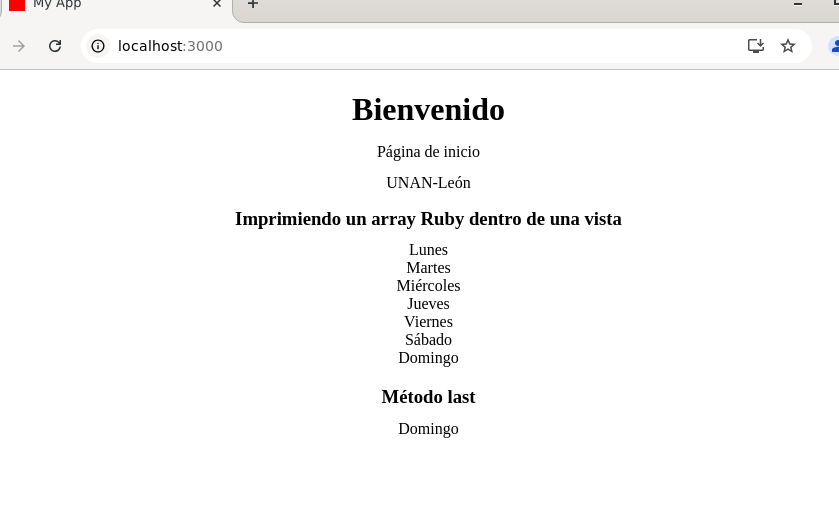 My App
localhost:3000
Bienvenido
Página de inicio
UNAN-León
Imprimiendo un array Ruby dentro de una vista
Lunes
Martes
Miércoles
Jueves
Viernes
Sábado
Domingo
Método last
Domingo